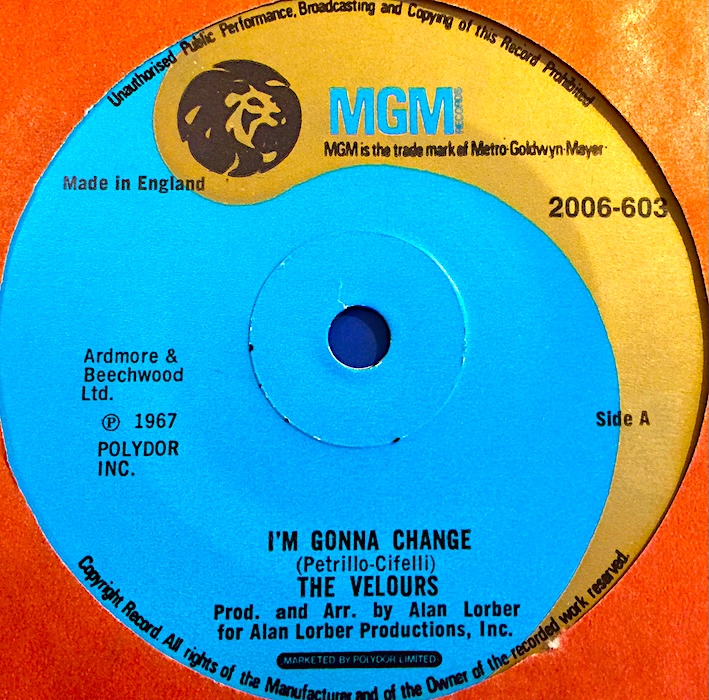 Unauthorised Public Performance, Broadcasting and Copying of this Record Prohibited
MGM RECORDS
MGM is the trade mark of Metro-Goldwyn-Mayer
Made in England
2006-603
Ardmore &
Beechwood
Ltd.
℗ 1967
POLYDOR
INC.
Side A
I'M GONNA CHANGE
(Petrillo-Cifelli)
THE VELOURS
Prod. and Arr. by Alan Lorber
for Alan Lorber Productions, Inc.
MARKETED BY POLYDOR LIMITED
Copyright Record. All rights of the Manufacturer and of the Owner of the recorded work reserved.